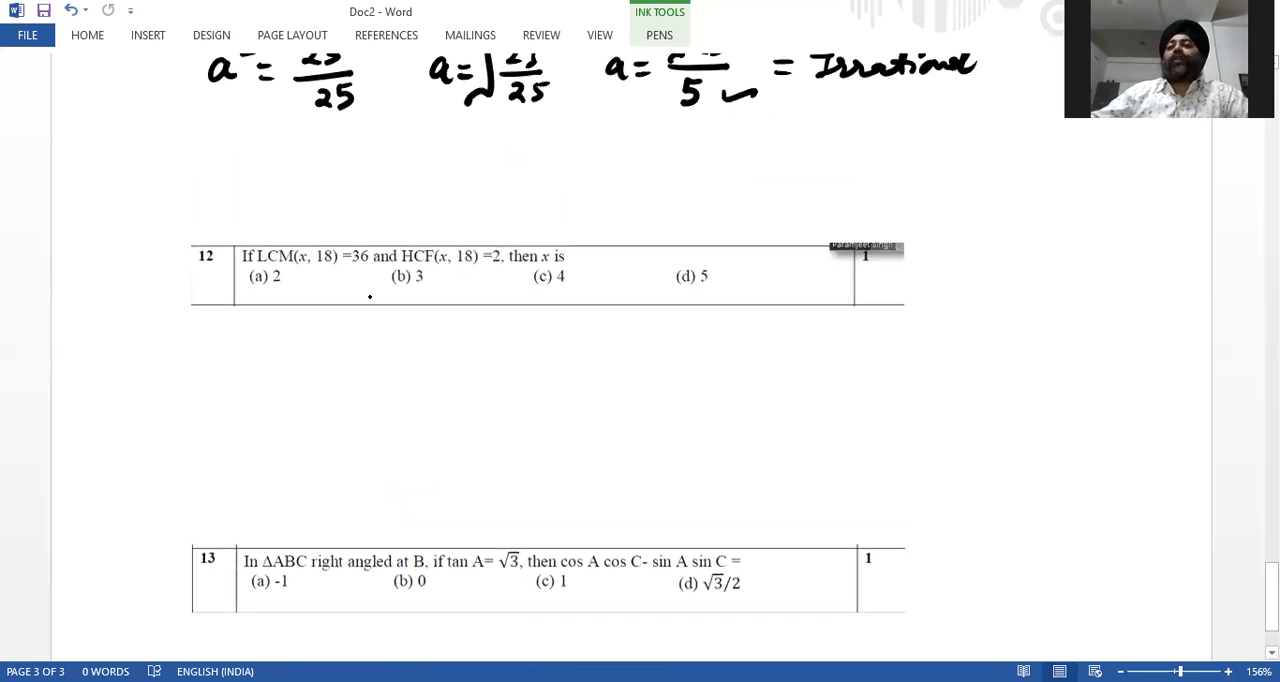 Doc2 - Word
INK TOOLS
FILE HOME INSERT DESIGN PAGE LAYOUT REFERENCES MAILINGS REVIEW VIEW PENS
a = 25 a = √ 25 a = 5 = Irrational
12 If LCM(x, 18) =36 and HCF(x, 18) =2, then x is 1
(a) 2 (b) 3 (c) 4 (d) 5
13 In ΔABC right angled at B, if tan A= √3, then cos A cos C- sin A sin C = 1
(a) -1 (b) 0 (c) 1 (d) √3/2
PAGE 3 OF 3 0 WORDS ENGLISH (INDIA) 156%